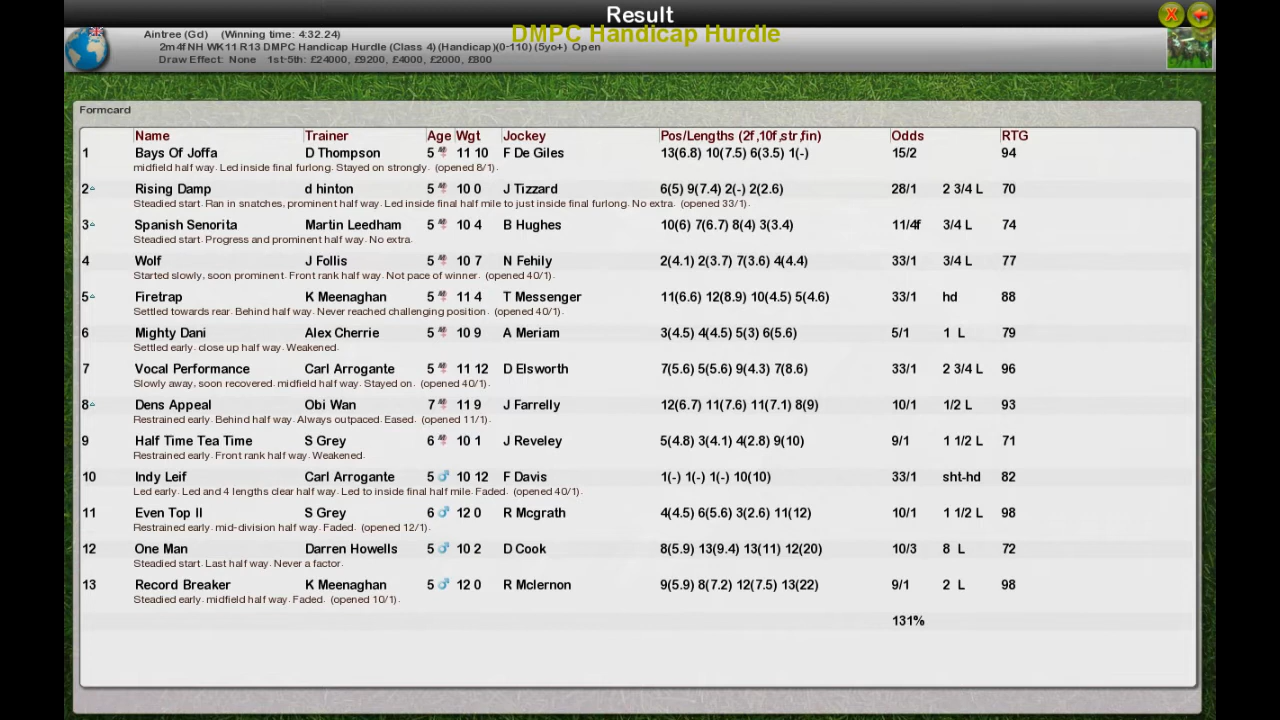 Result
DMPC Handicap Hurdle
Aintree (Gd) (Winning time: 4:32.24)
2m4f NH WK11 R13 DMPC Handicap Hurdle (Class 4) (Handicap)(0-110) (5yo+) Open
Draw Effect: None 1st-5th: £24000, £9200, £4000, £2000, £800
Formcard
Name Trainer Age Wgt Jockey Pos/Lengths (2f,10f,str,fin) Odds RTG
1 Bays Of Joffa D Thompson 5 11 10 F De Giles 13(6.8) 10(7.5) 6(3.5) 1(-) 15/2 94
midfield half way. Led inside final furlong. Stayed on strongly. (opened 8/1).
2 Rising Damp d hinton 5 10 0 J Tizzard 6(5) 9(7.4) 2(-) 2(2.6) 28/1 2 3/4 L 70
Steadied start. Ran in snatches, prominent half way. Led inside final half mile to just inside final furlong. No extra. (opened 33/1).
3 Spanish Senorita Martin Leedham 5 10 4 B Hughes 10(6) 7(6.7) 8(4) 3(3.4) 11/4f 3/4 L 74
Steadied start. Progress and prominent half way. No extra.
4 Wolf J Follis 5 10 7 N Fehily 2(4.1) 2(3.7) 7(3.6) 4(4.4) 33/1 3/4 L 77
Started slowly, soon prominent. Front rank half way. Not pace of winner. (opened 40/1).
5 Firetrap K Meenaghan 5 11 4 T Messenger 11(6.6) 12(8.9) 10(4.5) 5(4.6) 33/1 hd 88
Settled towards rear. Behind half way. Never reached challenging position. (opened 40/1).
6 Mighty Dani Alex Cherrie 5 10 9 A Meriam 3(4.5) 4(4.5) 5(3) 6(5.6) 5/1 1 L 79
Settled early. close up half way. Weakened.
7 Vocal Performance Carl Arrogante 5 11 12 D Elsworth 7(5.6) 5(5.6) 9(4.3) 7(8.6) 33/1 2 3/4 L 96
Slowly away, soon recovered. midfield half way. Stayed on. (opened 40/1).
8 Dens Appeal Obi Wan 7 11 9 J Farrelly 12(6.7) 11(7.6) 11(7.1) 8(9) 10/1 1/2 L 93
Restrained early. Behind half way. Always outpaced. Eased. (opened 11/1).
9 Half Time Tea Time S Grey 6 10 1 J Reveley 5(4.8) 3(4.1) 4(2.8) 9(10) 9/1 1 1/2 L 71
Restrained early. Front rank half way. Weakened.
10 Indy Leif Carl Arrogante 5 10 12 F Davis 1(-) 1(-) 1(-) 10(10) 33/1 sht-hd 82
Led early. Led and 4 lengths clear half way. Led to inside final half mile. Faded. (opened 40/1).
11 Even Top II S Grey 6 12 0 R Mcgrath 4(4.5) 6(5.6) 3(2.6) 11(12) 10/1 1 1/2 L 98
Restrained early. mid-division half way. Faded. (opened 12/1).
12 One Man Darren Howells 5 10 2 D Cook 8(5.9) 13(9.4) 13(11) 12(20) 10/3 8 L 72
Steadied start. Last half way. Never a factor.
13 Record Breaker K Meenaghan 5 12 0 R Mclernon 9(5.9) 8(7.2) 12(7.5) 13(22) 9/1 2 L 98
Steadied early. midfield half way. Faded. (opened 10/1).
131%